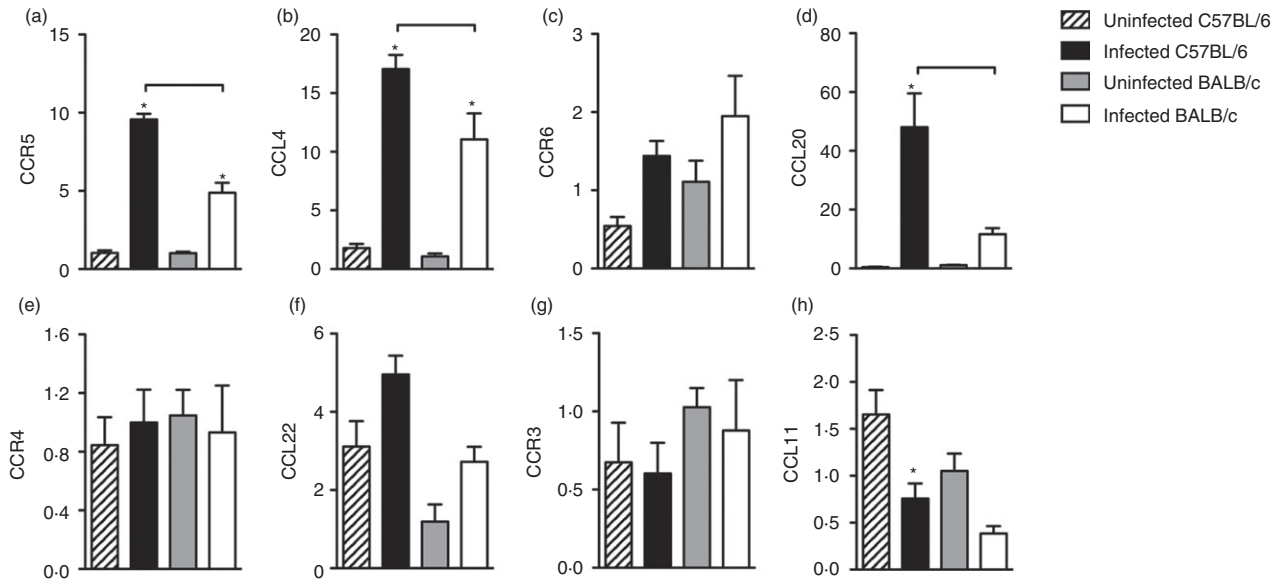 (a)
15
10
5
0
CCR5
*
*
(b)
20
15
10
5
0
CCL4
*
*
(c)
3
2
1
0
CCR6
(d)
80
60
40
20
0
CCL20
*
Uninfected C57BL/6
Infected C57BL/6
Uninfected BALB/c
Infected BALB/c
(e)
1·6
1·2
0·8
0·4
0·0
CCR4
(f)
6
4
2
0
CCL22
(g)
1·5
1·0
0·5
0·0
CCR3
(h)
2·5
2·0
1·5
1·0
0·5
0·0
CCL11
*